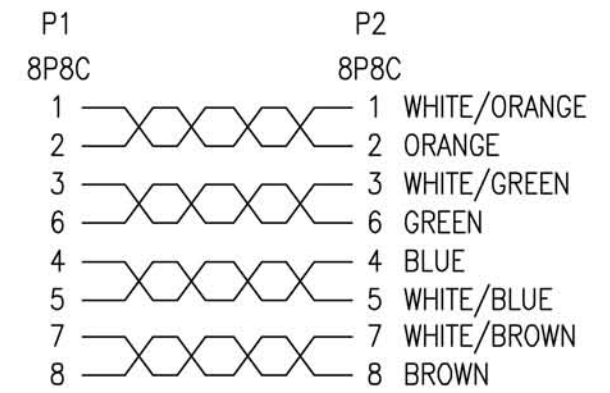 P1 P2
8P8C 8P8C
1 1 WHITE/ORANGE
2 2 ORANGE
3 3 WHITE/GREEN
6 6 GREEN
4 4 BLUE
5 5 WHITE/BLUE
7 7 WHITE/BROWN
8 8 BROWN